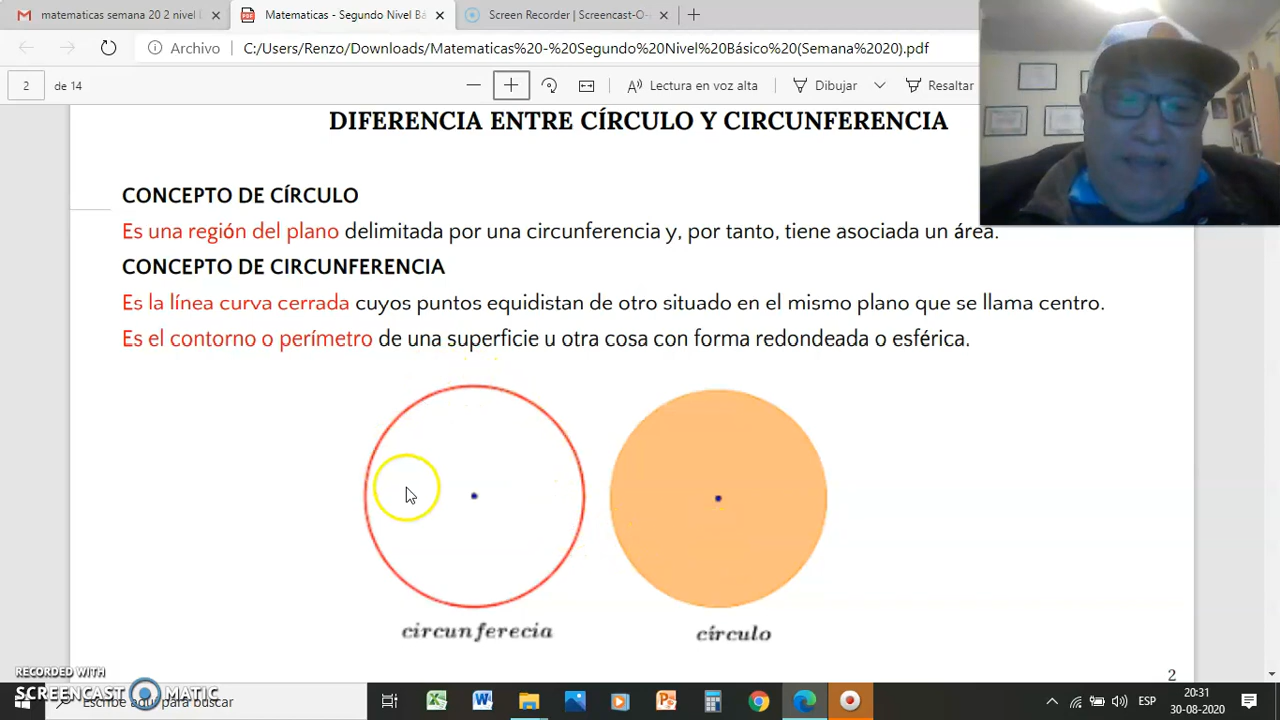 matematicas semana 20 2 nivel
Matematicas - Segundo Nivel Bá
Screen Recorder | Screencast-O-
Archivo
C:/Users/Renzo/Downloads/Matematicas%20-%20Segundo%20Nivel%20Básico%20(Semana%2020).pdf
2 de 14
Lectura en voz alta
Dibujar
Resaltar
DIFERENCIA ENTRE CÍRCULO Y CIRCUNFERENCIA
CONCEPTO DE CÍRCULO
Es una región del plano delimitada por una circunferencia y, por tanto, tiene asociada un área.
CONCEPTO DE CIRCUNFERENCIA
Es la línea curva cerrada cuyos puntos equidistan de otro situado en el mismo plano que se llama centro.
Es el contorno o perímetro de una superficie u otra cosa con forma redondeada o esférica.
circunferecia
círculo
2
RECORDED WITH
SCREENCAST MATIC
Escribe aquí para buscar
ESP
20:31
30-08-2020